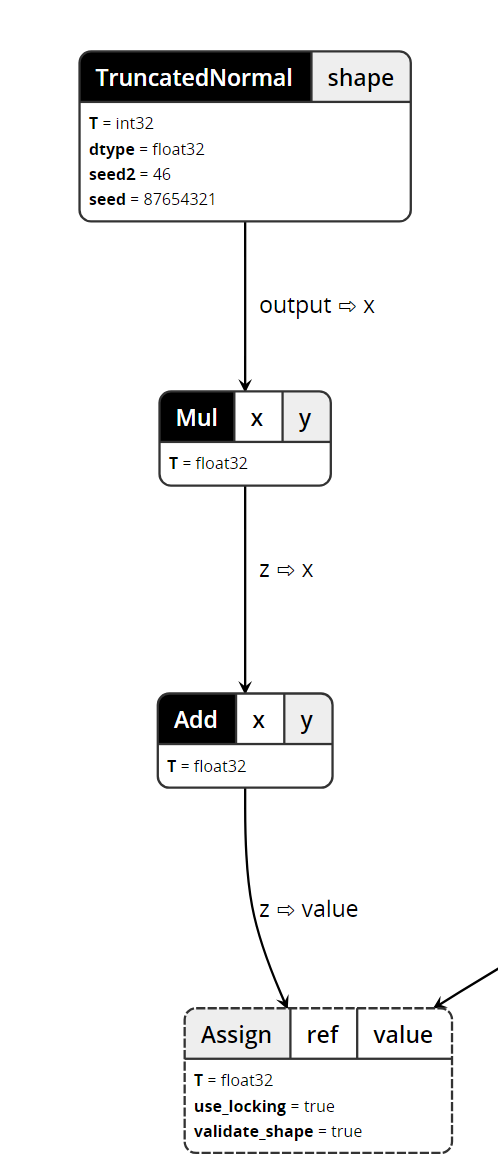 TruncatedNormal shape
T = int32
dtype = float32
seed2 = 46
seed = 87654321
output ⇨ x
Mul x y
T = float32
z ⇨ x
Add x y
T = float32
z ⇨ value
Assign ref value
T = float32
use_locking = true
validate_shape = true